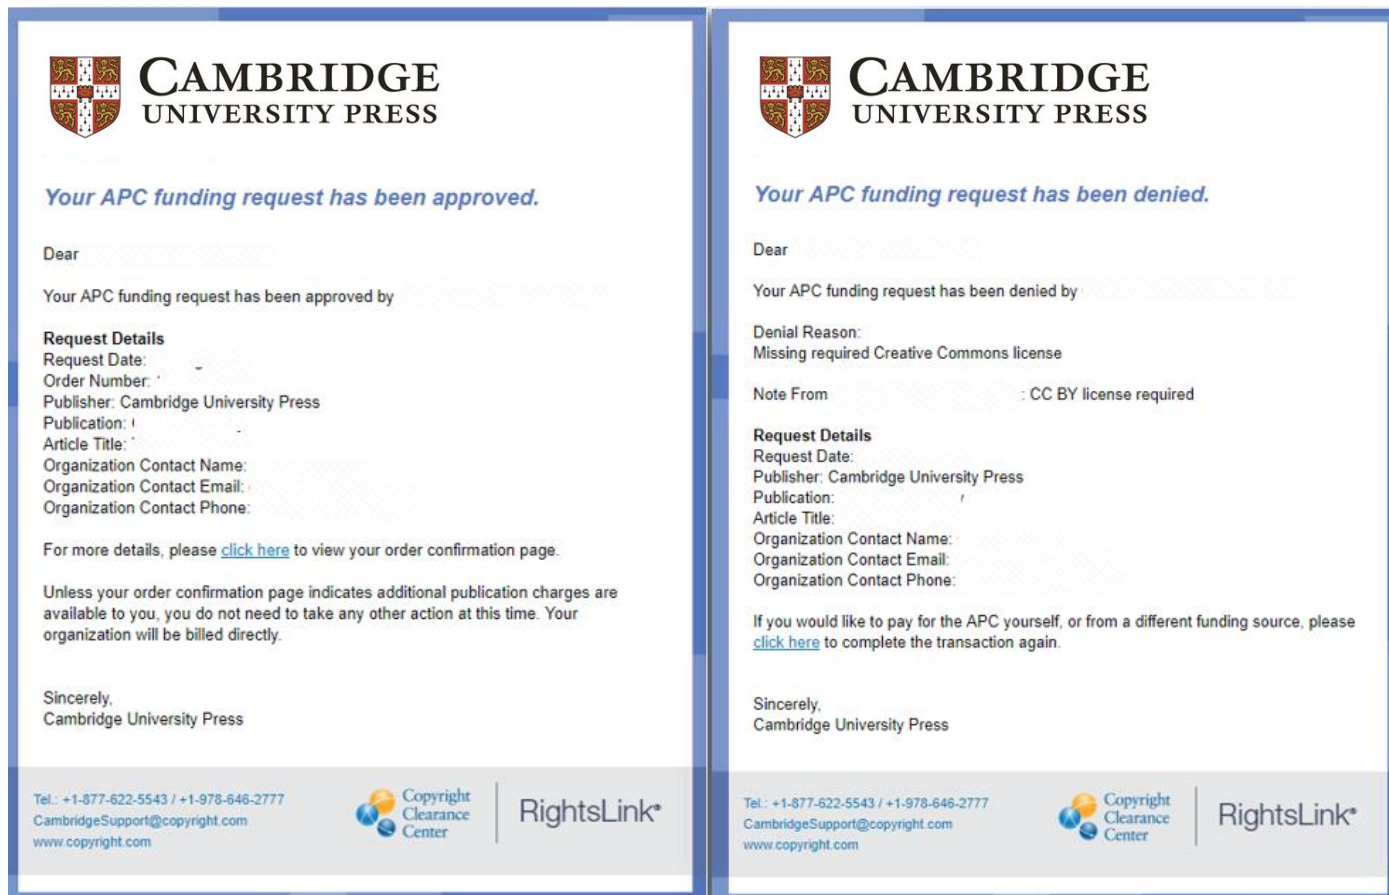 CAMBRIDGE
UNIVERSITY PRESS
Your APC funding request has been approved.
Dear
Your APC funding request has been approved by
Request Details
Request Date:
Order Number:
Publisher: Cambridge University Press
Publication:
Article Title:
Organization Contact Name:
Organization Contact Email:
Organization Contact Phone:
For more details, please click here to view your order confirmation page.
Unless your order confirmation page indicates additional publication charges are
available to you, you do not need to take any other action at this time. Your
organization will be billed directly.
Sincerely,
Cambridge University Press
Tel.: +1-877-622-5543 / +1-978-646-2777
CambridgeSupport@copyright.com
www.copyright.com
Copyright
Clearance
Center
RightsLink®
CAMBRIDGE
UNIVERSITY PRESS
Your APC funding request has been denied.
Dear
Your APC funding request has been denied by
Denial Reason:
Missing required Creative Commons license
Note From : CC BY license required
Request Details
Request Date:
Publisher: Cambridge University Press
Publication:
Article Title:
Organization Contact Name:
Organization Contact Email:
Organization Contact Phone:
If you would like to pay for the APC yourself, or from a different funding source, please
click here to complete the transaction again.
Sincerely,
Cambridge University Press
Tel.: +1-877-622-5543 / +1-978-646-2777
CambridgeSupport@copyright.com
www.copyright.com
Copyright
Clearance
Center
RightsLink®